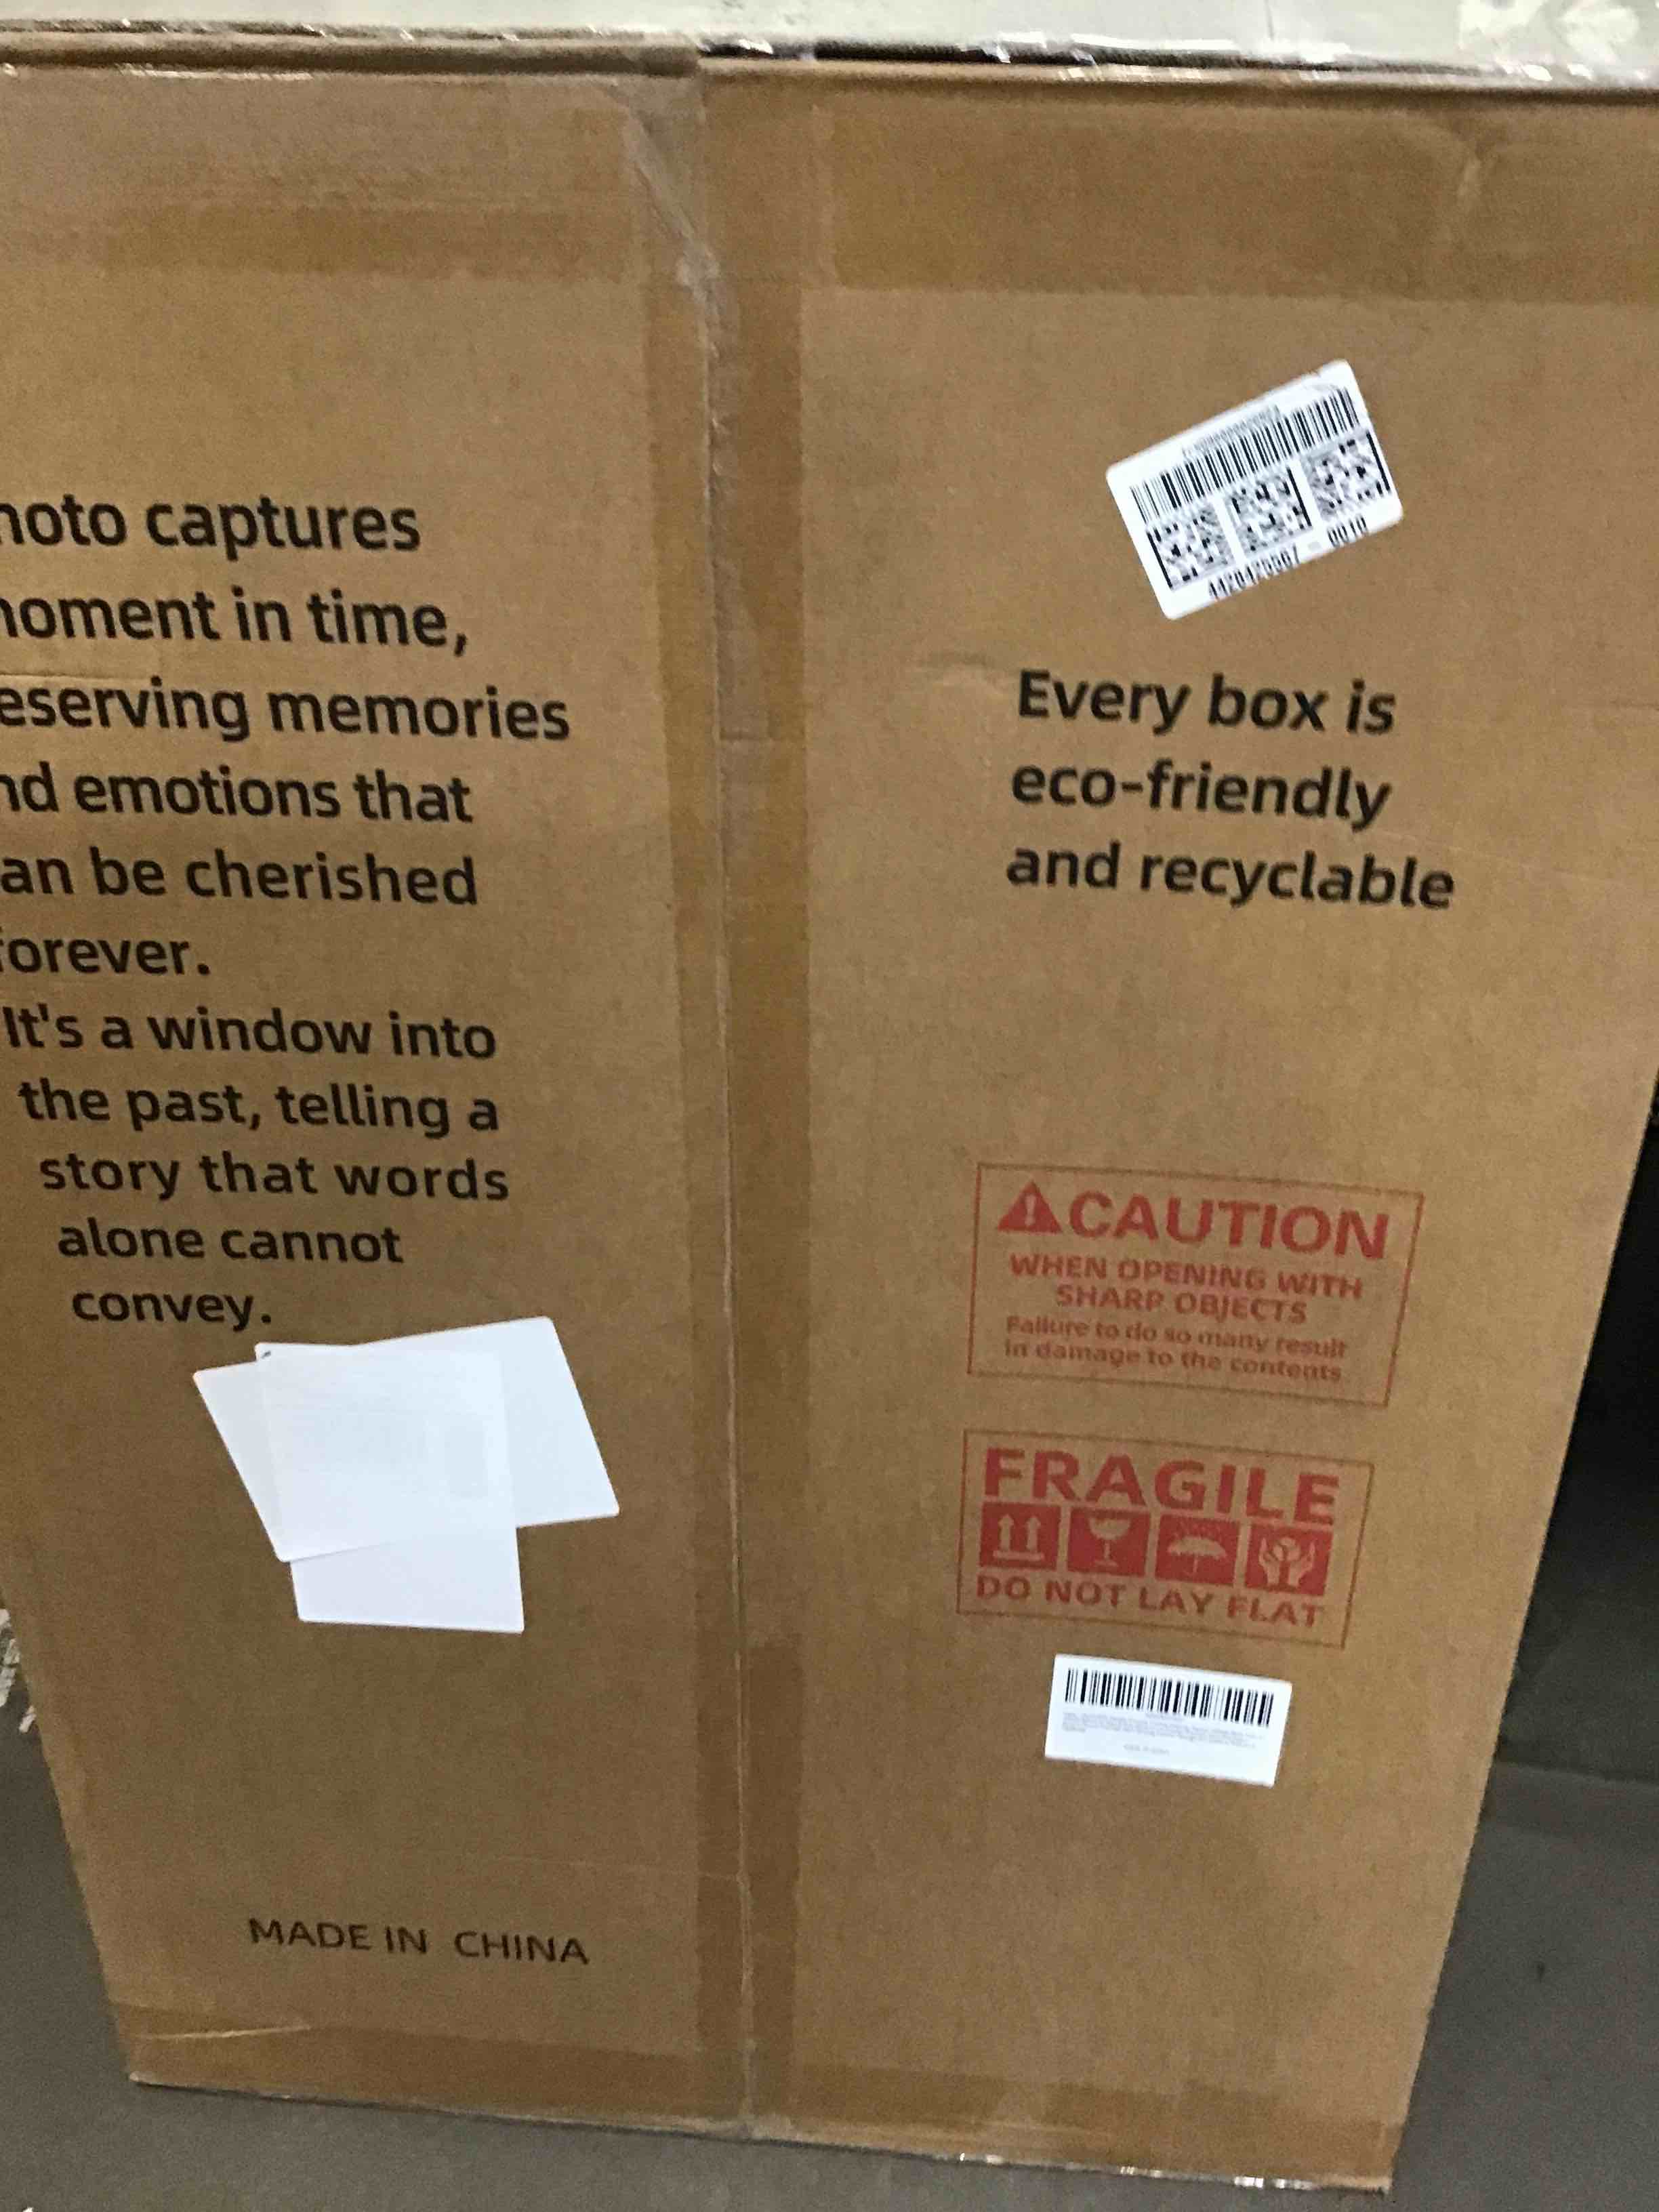 hoto captures
moment in time,
eserving memories
nd emotions that
an be cherished
forever.
It's a window into
the past, telling a
story that words
alone cannot
convey.
MADE IN CHINA
Every box is
eco-friendly
and recyclable
CAUTION
WHEN OPENING WITH
SHARP OBJECTS
Failure to do so many result
in damage to the contents
FRAGILE
DO NOT LAY FLAT